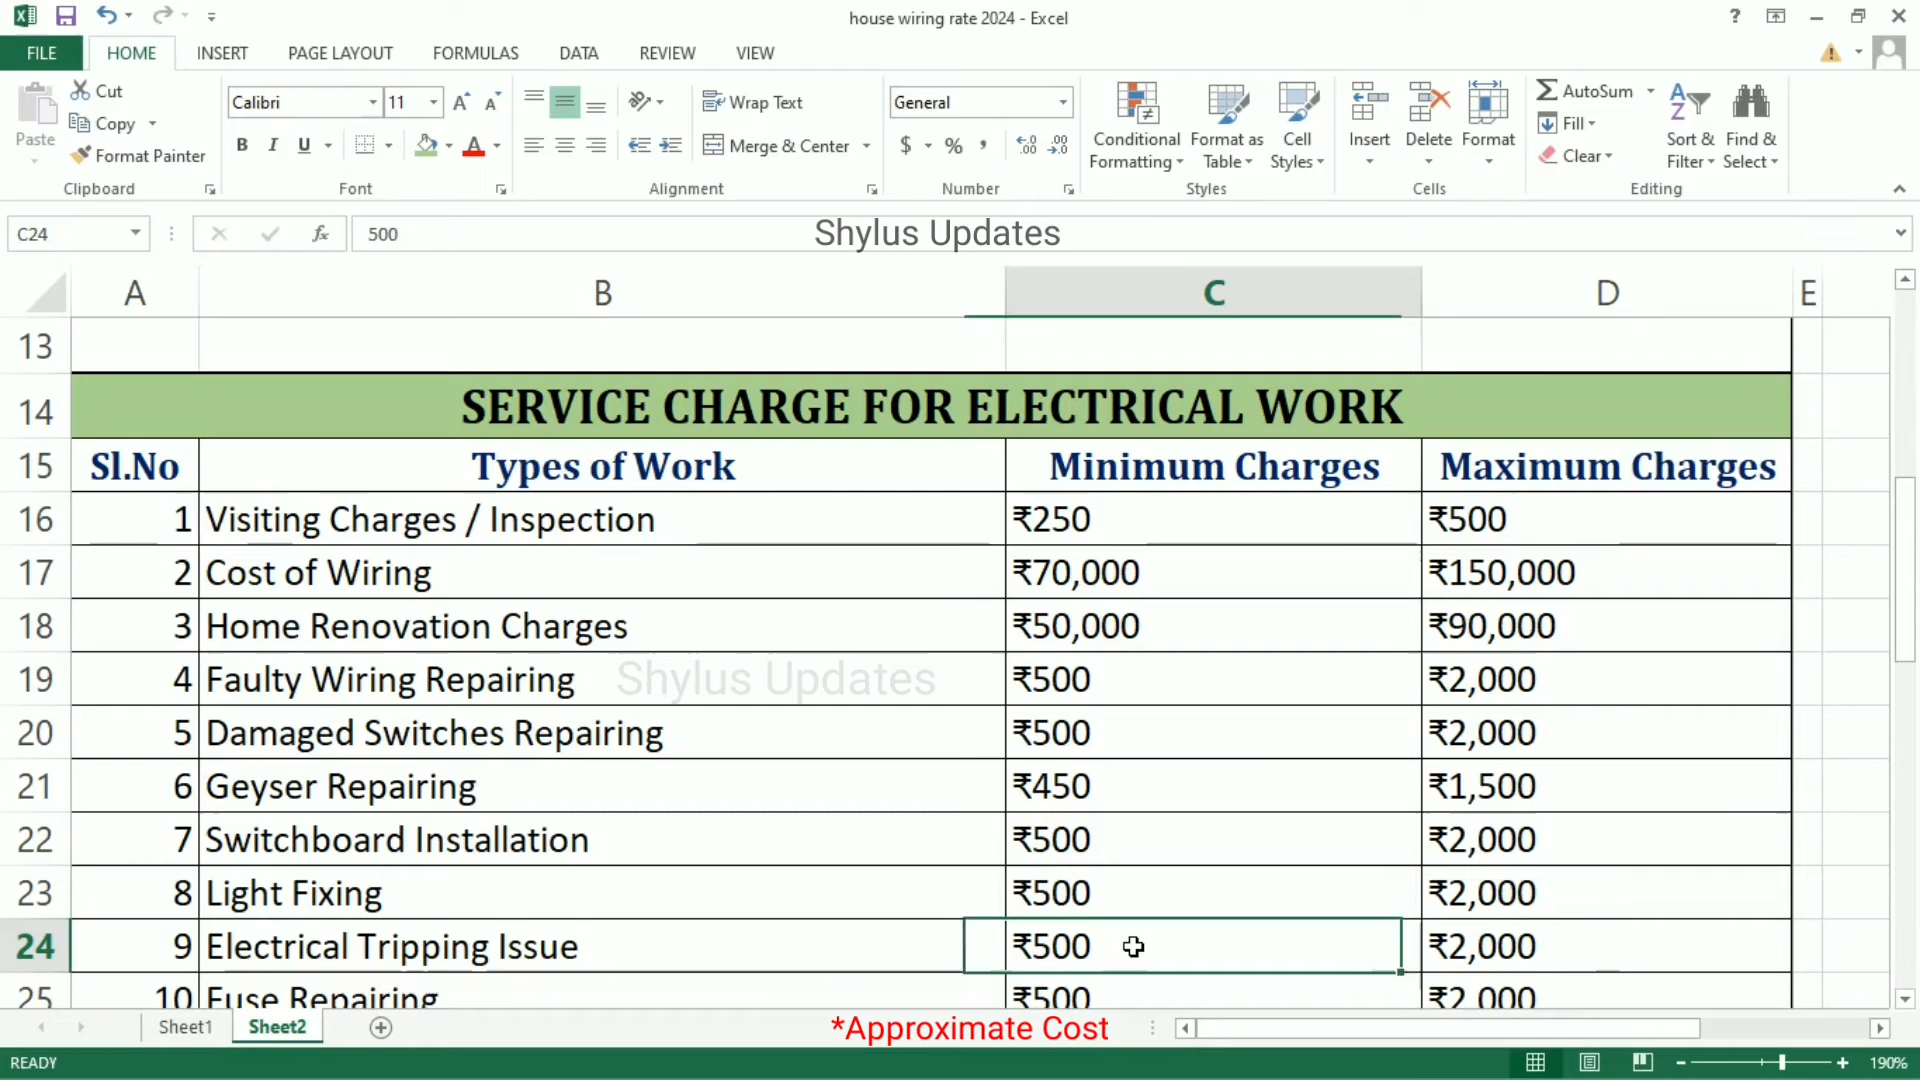 house wiring rate 2024 - Excel
?
FILE HOME INSERT PAGE LAYOUT FORMULAS DATA REVIEW VIEW
Paste Cut Copy Format Painter
Calibri 11
B I U A
Wrap Text
Merge & Center
General
$ % ,
Conditional Formatting Format as Table Cell Styles
Insert Delete Format
AutoSum Fill Clear
Sort & Filter Find & Select
Clipboard Font Alignment Number Styles Cells Editing
C24 fx 500 Shylus Updates
A B C D E
13
14 SERVICE CHARGE FOR ELECTRICAL WORK
15 Sl.No Types of Work Minimum Charges Maximum Charges
16 1 Visiting Charges / Inspection ₹250 ₹500
17 2 Cost of Wiring ₹70,000 ₹150,000
18 3 Home Renovation Charges ₹50,000 ₹90,000
19 4 Faulty Wiring Repairing ₹500 ₹2,000
Shylus Updates
20 5 Damaged Switches Repairing ₹500 ₹2,000
21 6 Geyser Repairing ₹450 ₹1,500
22 7 Switchboard Installation ₹500 ₹2,000
23 8 Light Fixing ₹500 ₹2,000
24 9 Electrical Tripping Issue ₹500 ₹2,000
25 10 Fuse Repairing ₹500 ₹2,000
Sheet1 Sheet2 *Approximate Cost
READY 190%